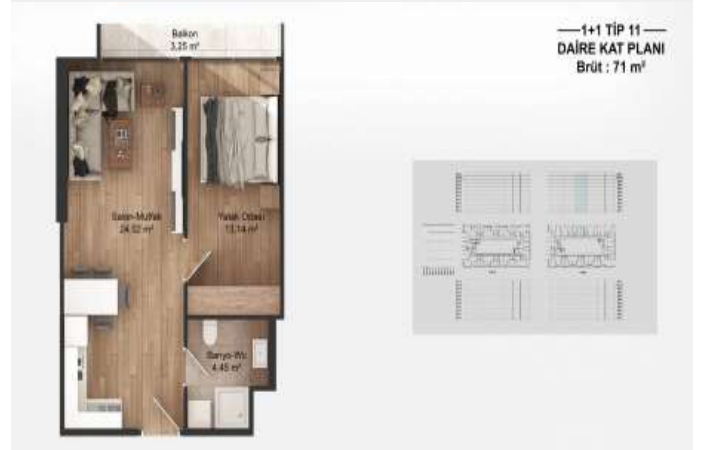 1+1 TİP 11
DAİRE KAT PLANI
Brüt : 71 m²
Balkon
3,25 m²
Salon-Mutfak
24,52 m²
Yatak Odası
13,14 m²
Banyo-Wc
4,45 m²